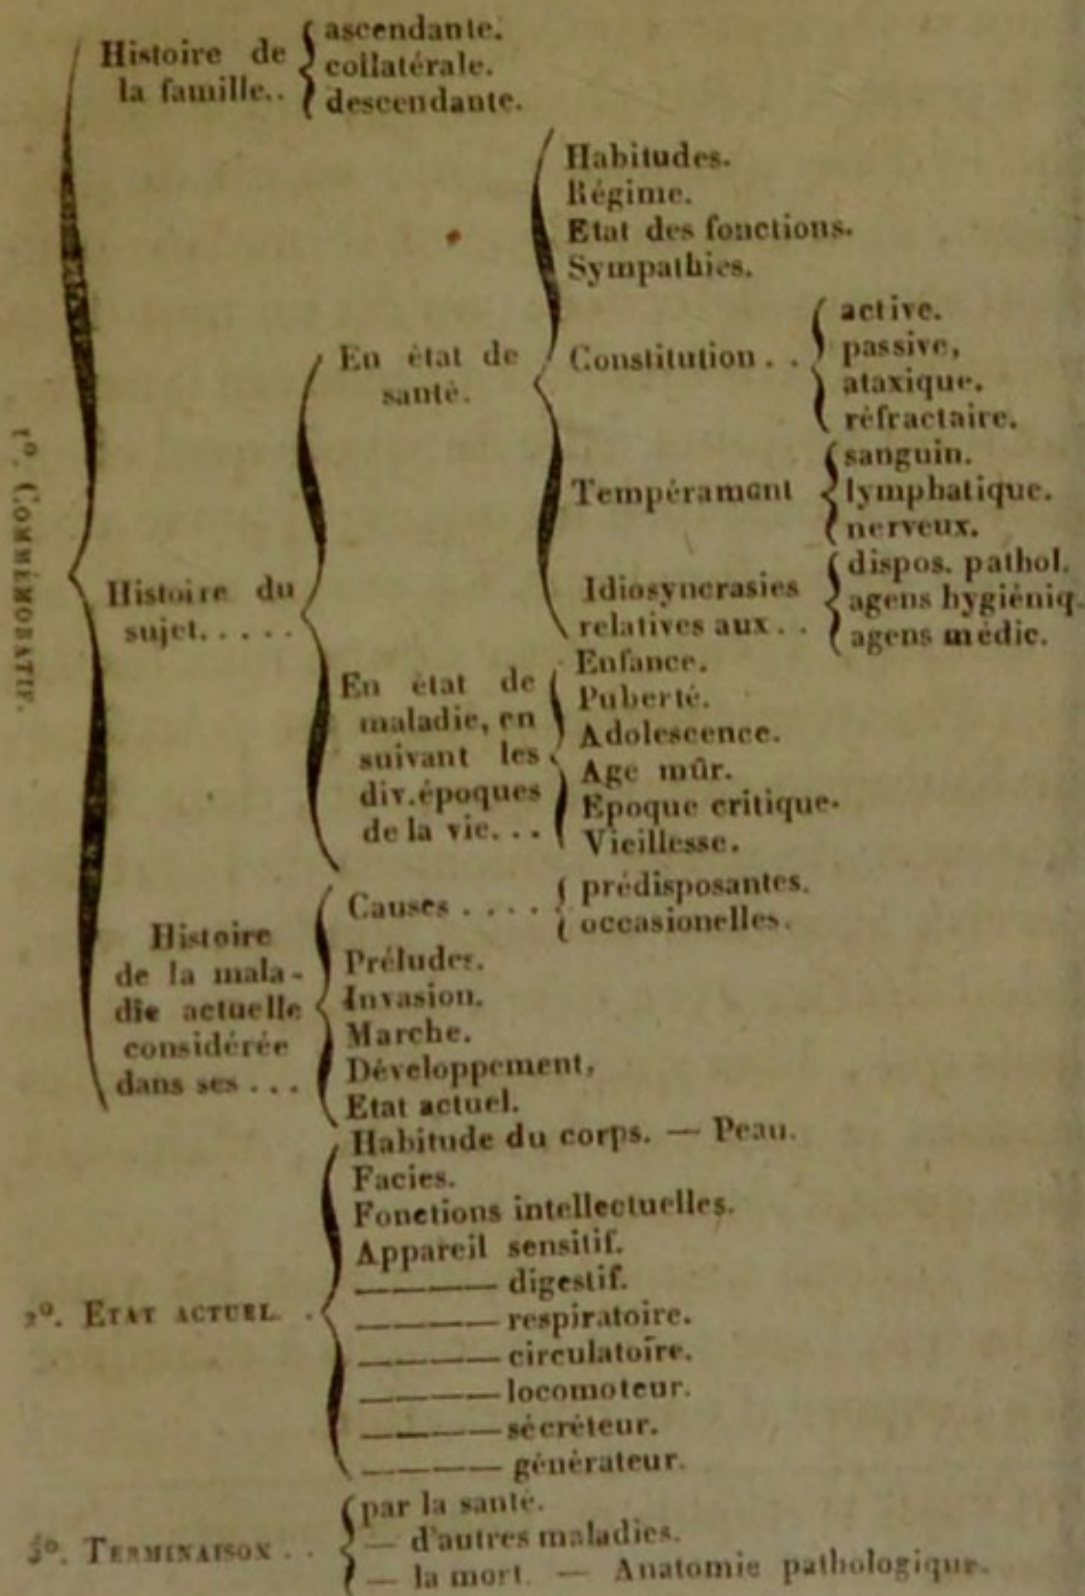 1º. COMMÉMORATIF.
Histoire de
la famille..
ascendante.
collatérale.
descendante.
Histoire du
sujet.....
En état de
santé.
Habitudes.
Régime.
Etat des fonctions.
Sympathies.
Constitution..
active.
passive,
ataxique.
réfractaire.
Tempérament
sanguin.
lymphatique.
nerveux.
Idiosyncrasies
relatives aux..
dispos. pathol.
agens hygiéniq.
agens médic.
En état de
maladie, en
suivant les
div. époques
de la vie...
Enfance.
Puberté.
Adolescence.
Age mûr.
Epoque critique.
Vieillesse.
Histoire
de la mala-
die actuelle
considérée
dans ses...
Causes....
prédisposantes.
occasionelles.
Préludes.
Invasion.
Marche.
Développement,
Etat actuel.
2º. ETAT ACTUEL..
Habitude du corps. — Peau.
Facies.
Fonctions intellectuelles.
Appareil sensitif.
——— digestif.
——— respiratoire.
——— circulatoire.
——— locomoteur.
——— sécréteur.
——— générateur.
3º. TERMINAISON..
par la santé.
— d'autres maladies.
— la mort. — Anatomie pathologique.